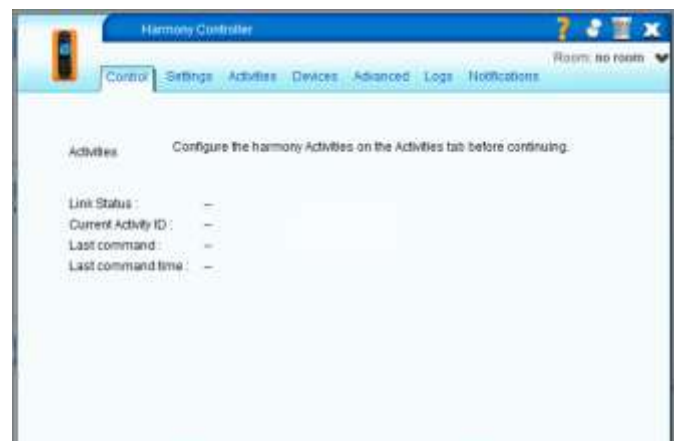 Harmony Controller
?
Room: no room
Control Settings Activities Devices Advanced Logs Notifications
Activities Configure the harmony Activities on the Activities tab before continuing.
Link Status : --
Current Activity ID : --
Last command : --
Last command time : --